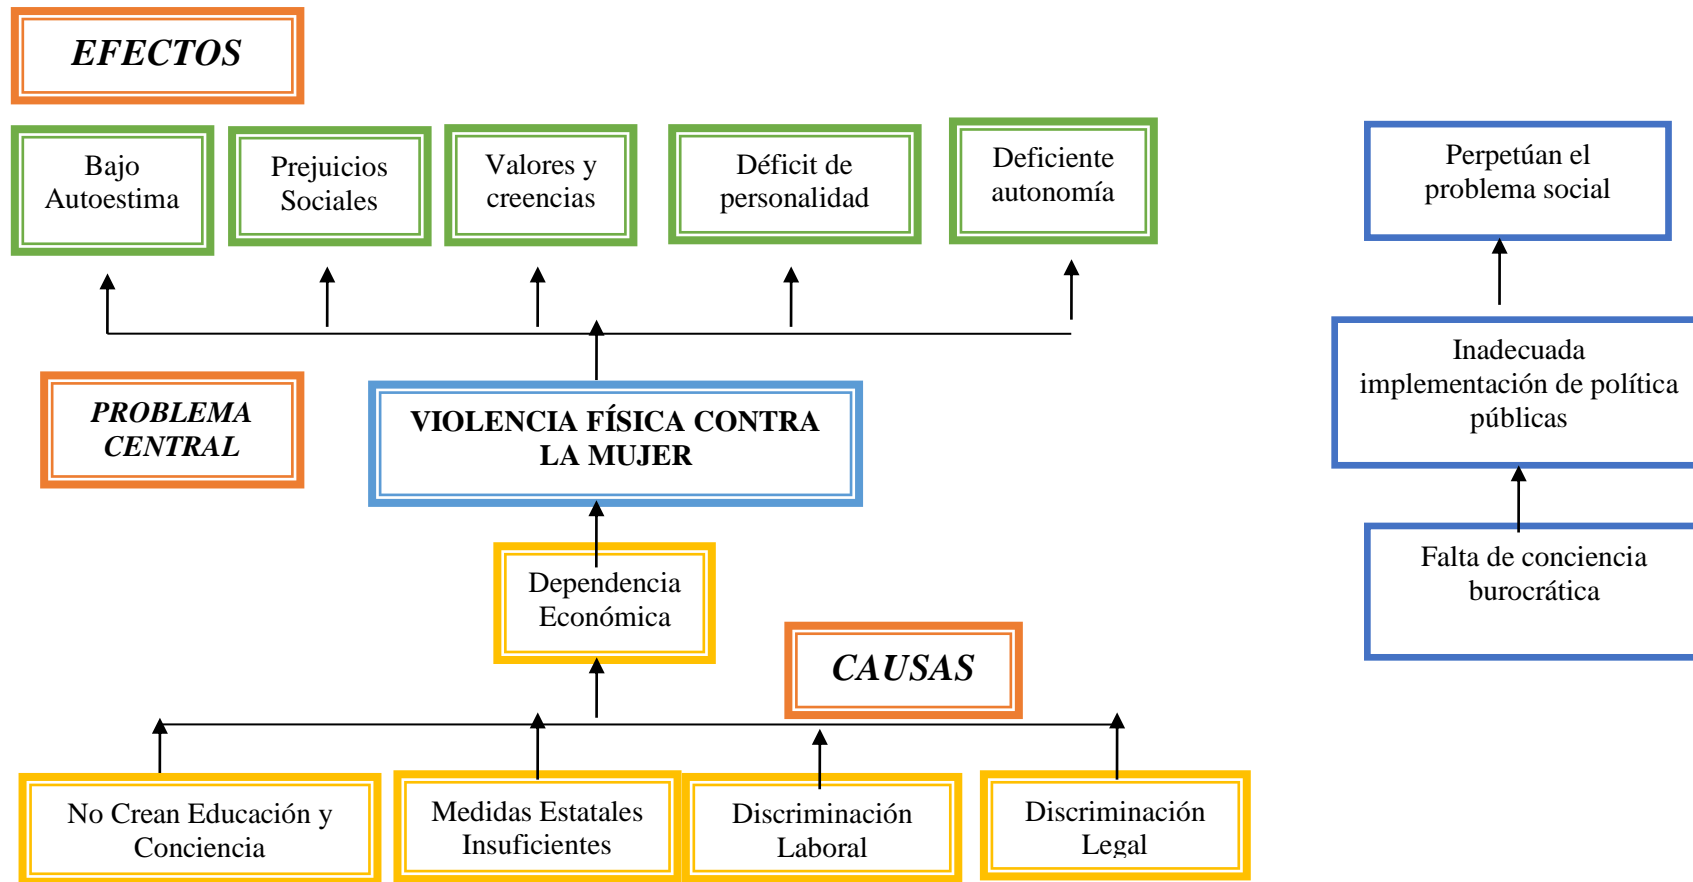 EFECTOS
Bajo
Autoestima
Prejuicios
Sociales
Valores y
creencias
Déficit de
personalidad
Deficiente
autonomía
Perpetúan el
problema social
PROBLEMA
CENTRAL
VIOLENCIA FÍSICA CONTRA
LA MUJER
Inadecuada
implementación de política
públicas
Dependencia
Económica
CAUSAS
Falta de conciencia
burocrática
No Crean Educación y
Conciencia
Medidas Estatales
Insuficientes
Discriminación
Laboral
Discriminación
Legal